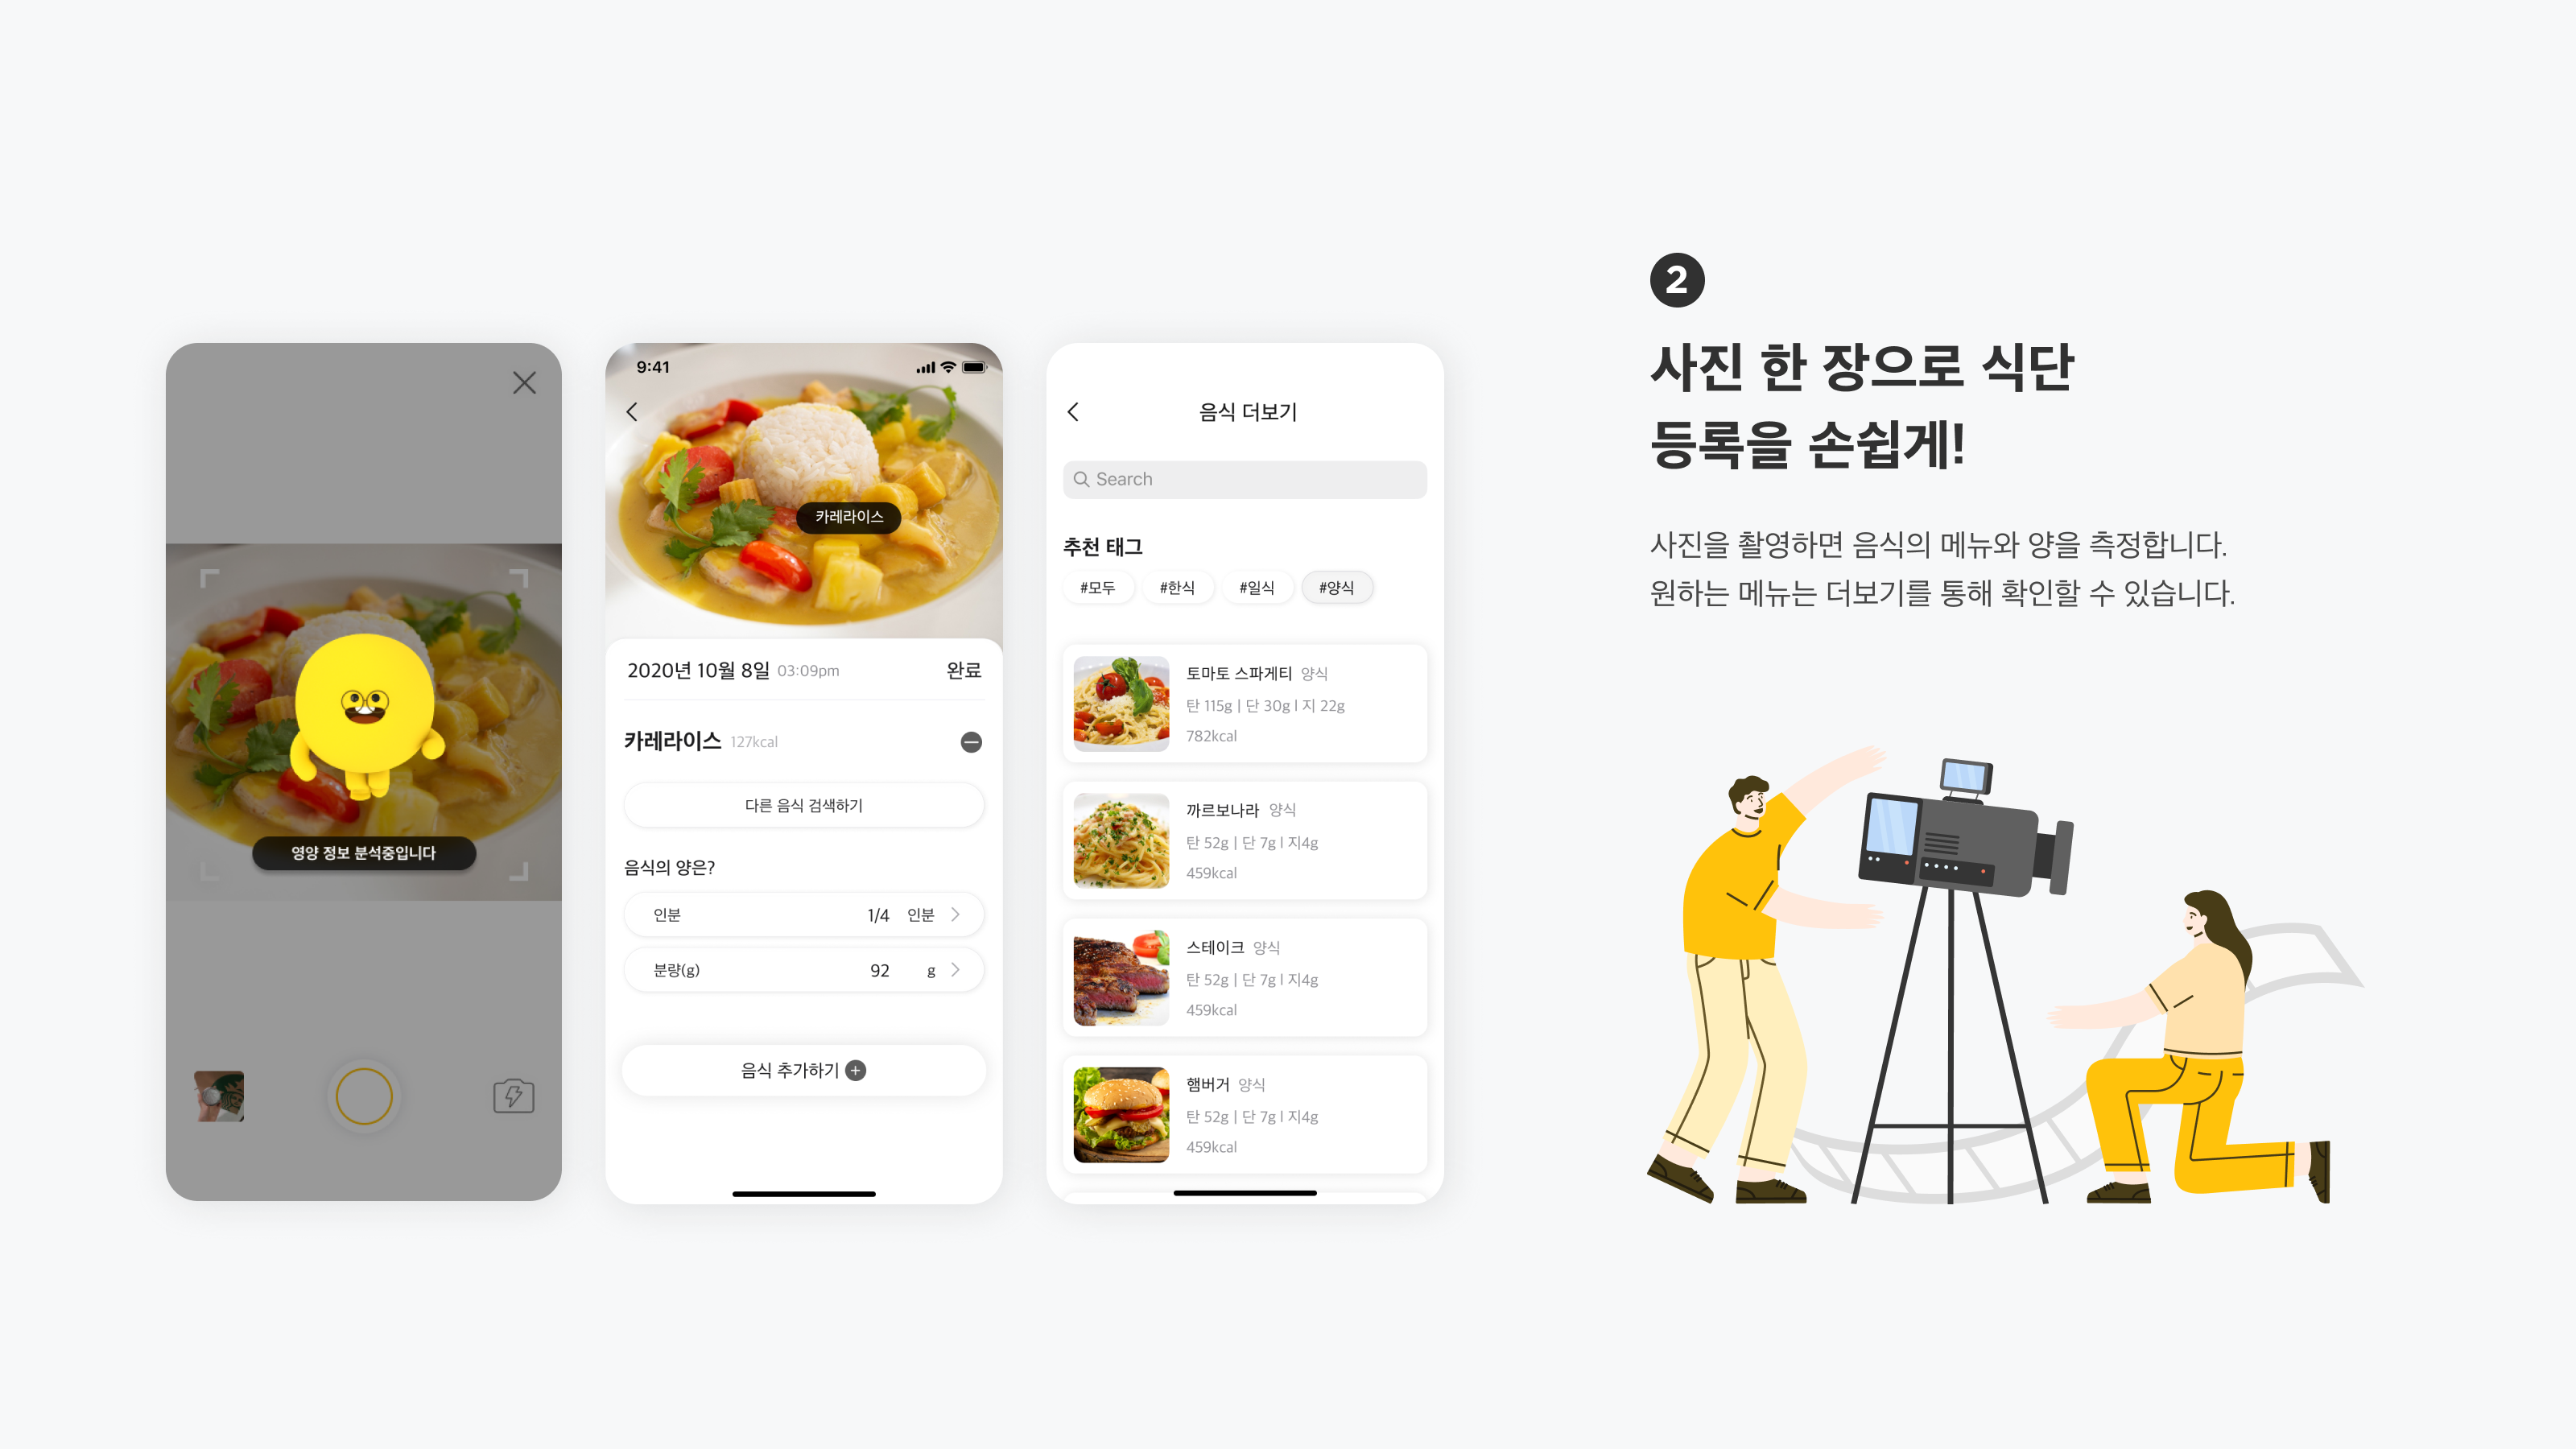 영양 정보 분석중입니다
9:41
카레라이스
2020년 10월 8일 03:09pm 완료
카레라이스 127kcal
다른 음식 검색하기
음식의 양은?
인분 1/4 인분
분량(g) 92 g
음식 추가하기
음식 더보기
Search
추천 태그
#모두 #한식 #일식 #양식
토마토 스파게티 양식
탄 115g | 단 30g | 지 22g
782kcal
까르보나라 양식
탄 52g | 단 7g | 지4g
459kcal
스테이크 양식
탄 52g | 단 7g | 지4g
459kcal
햄버거 양식
탄 52g | 단 7g | 지4g
459kcal
2
사진 한 장으로 식단
등록을 손쉽게!
사진을 촬영하면 음식의 메뉴와 양을 측정합니다.
원하는 메뉴는 더보기를 통해 확인할 수 있습니다.